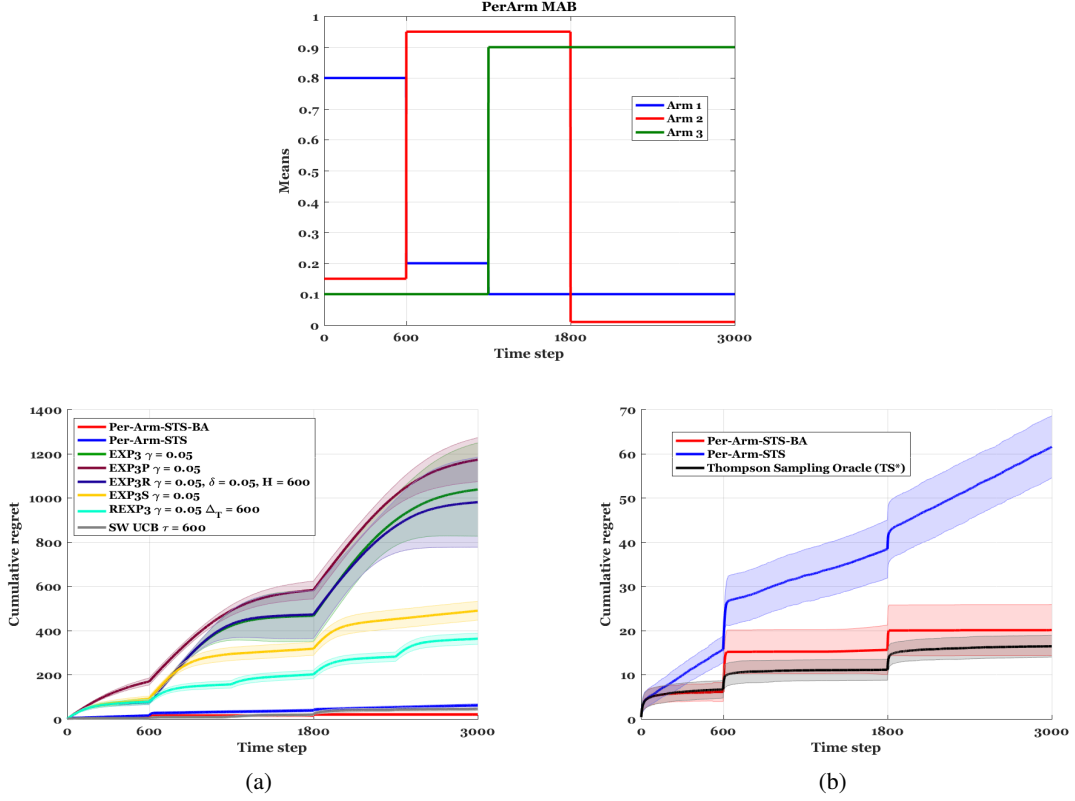 PerArm MAB
1
0.9
0.8
0.7
0.6
0.5
0.4
0.3
0.2
0.1
0
Means
Arm 1
Arm 2
Arm 3
0 600 1800 3000
Time step
1400
1200
1000
800
600
400
200
0
Cumulative regret
Per-Arm-STS-BA
Per-Arm-STS
EXP3 γ = 0.05
EXP3P γ = 0.05
EXP3R γ = 0.05, δ = 0.05, H = 600
EXP3S γ = 0.05
REXP3 γ = 0.05 Δ_T = 600
SW UCB τ = 600
0 600 1800 3000
Time step
(a)
70
60
50
40
30
20
10
0
Cumulative regret
Per-Arm-STS-BA
Per-Arm-STS
Thompson Sampling Oracle (TS*)
0 600 1800 3000
Time step
(b)